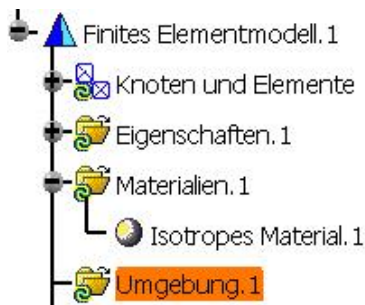 Finites Elementmodell.1
Knoten und Elemente
Eigenschaften.1
Materialien.1
Isotropes Material.1
Umgebung.1